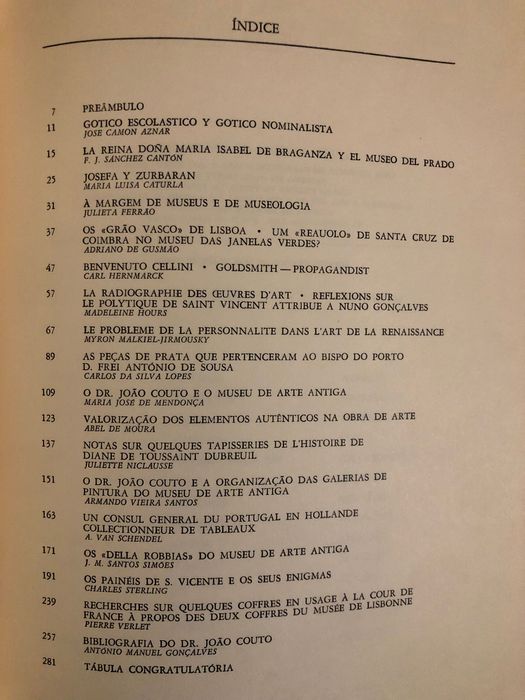 ÍNDICE
7 PREÂMBULO
11 GOTICO ESCOLASTICO Y GOTICO NOMINALISTA
JOSE CAMON AZNAR
15 LA REINA DOÑA MARIA ISABEL DE BRAGANZA Y EL MUSEO DEL PRADO
F. J. SÁNCHEZ CANTÓN
25 JOSEFA Y ZURBARAN
MARIA LUISA CATURLA
31 À MARGEM DE MUSEUS E DE MUSEOLOGIA
JULIETA FERRÃO
37 OS «GRÃO VASCO» DE LISBOA • UM «REAUOLO» DE SANTA CRUZ DE
COIMBRA NO MUSEU DAS JANELAS VERDES?
ADRIANO DE GUSMÃO
47 BENVENUTO CELLINI • GOLDSMITH — PROPAGANDIST
CARL HERNMARCK
57 LA RADIOGRAPHIE DES ŒUVRES D'ART • REFLEXIONS SUR
LE POLYTIQUE DE SAINT VINCENT ATTRIBUE A NUNO GONÇALVES
MADELEINE HOURS
67 LE PROBLEME DE LA PERSONNALITE DANS L'ART DE LA RENAISSANCE
MYRON MALKIEL-JIRMOUSKY
89 AS PEÇAS DE PRATA QUE PERTENCERAM AO BISPO DO PORTO
D. FREI ANTÓNIO DE SOUSA
CARLOS DA SILVA LOPES
109 O DR. JOÃO COUTO E O MUSEU DE ARTE ANTIGA
MARIA JOSÉ DE MENDONÇA
123 VALORIZAÇÃO DOS ELEMENTOS AUTÊNTICOS NA OBRA DE ARTE
ABEL DE MOURA
137 NOTAS SUR QUELQUES TAPISSERIES DE L'HISTOIRE DE
DIANE DE TOUSSAINT DUBREUIL
JULIETTE NICLAUSSE
151 O DR. JOÃO COUTO E A ORGANIZAÇÃO DAS GALERIAS DE
PINTURA DO MUSEU DE ARTE ANTIGA
ARMANDO VIEIRA SANTOS
163 UN CONSUL GENERAL DU PORTUGAL EN HOLLANDE
COLLECTIONNEUR DE TABLEAUX
A. VAN SCHENDEL
171 OS «DELLA ROBBIAS» DO MUSEU DE ARTE ANTIGA
J. M. SANTOS SIMÕES
191 OS PAINÉIS DE S. VICENTE E OS SEUS ENIGMAS
CHARLES STERLING
239 RECHERCHES SUR QUELQUES COFFRES EN USAGE À LA COUR DE
FRANCE À PROPOS DES DEUX COFFRES DU MUSÉE DE LISBONNE
PIERRE VERLET
257 BIBLIOGRAFIA DO DR. JOÃO COUTO
ANTÓNIO MANUEL GONÇALVES
281 TÁBULA CONGRATULATÓRIA